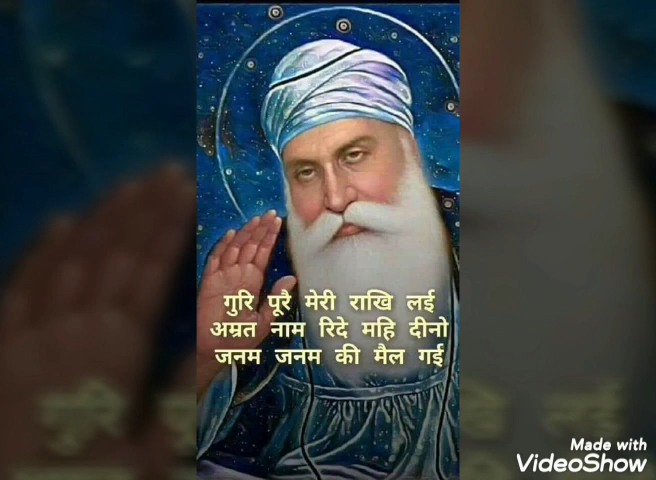 गुरि पूरै मेरी राखि लई
अम्रत नाम रिदे महि दीनो
जनम जनम की मैल गई
Made with
VideoShow